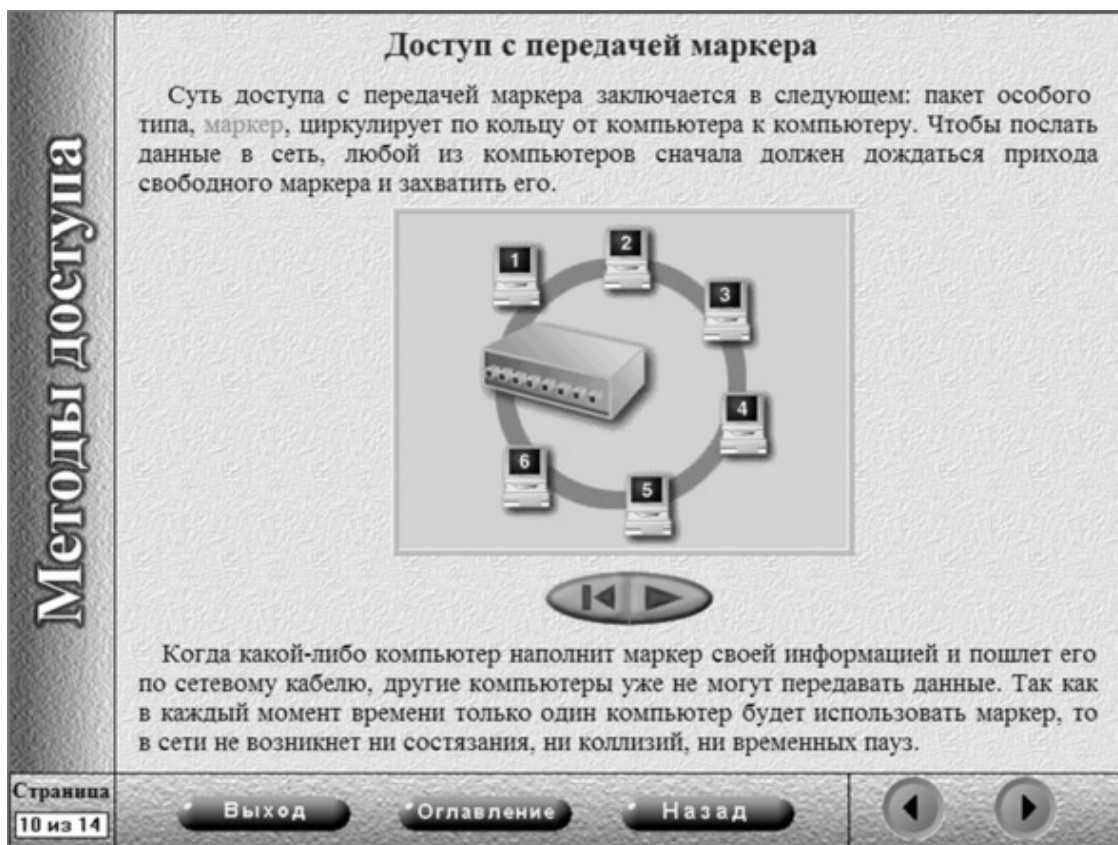 Методы доступа
Доступ с передачей маркера
Суть доступа с передачей маркера заключается в следующем: пакет особого
типа, маркер, циркулирует по кольцу от компьютера к компьютеру. Чтобы послать
данные в сеть, любой из компьютеров сначала должен дождаться прихода
свободного маркера и захватить его.
1
2
3
4
5
6
Когда какой-либо компьютер наполнит маркер своей информацией и пошлет его
по сетевому кабелю, другие компьютеры уже не могут передавать данные. Так как
в каждый момент времени только один компьютер будет использовать маркер, то
в сети не возникнет ни состязания, ни коллизий, ни временных пауз.
Страница
10 из 14
Выход
Оглавление
Назад